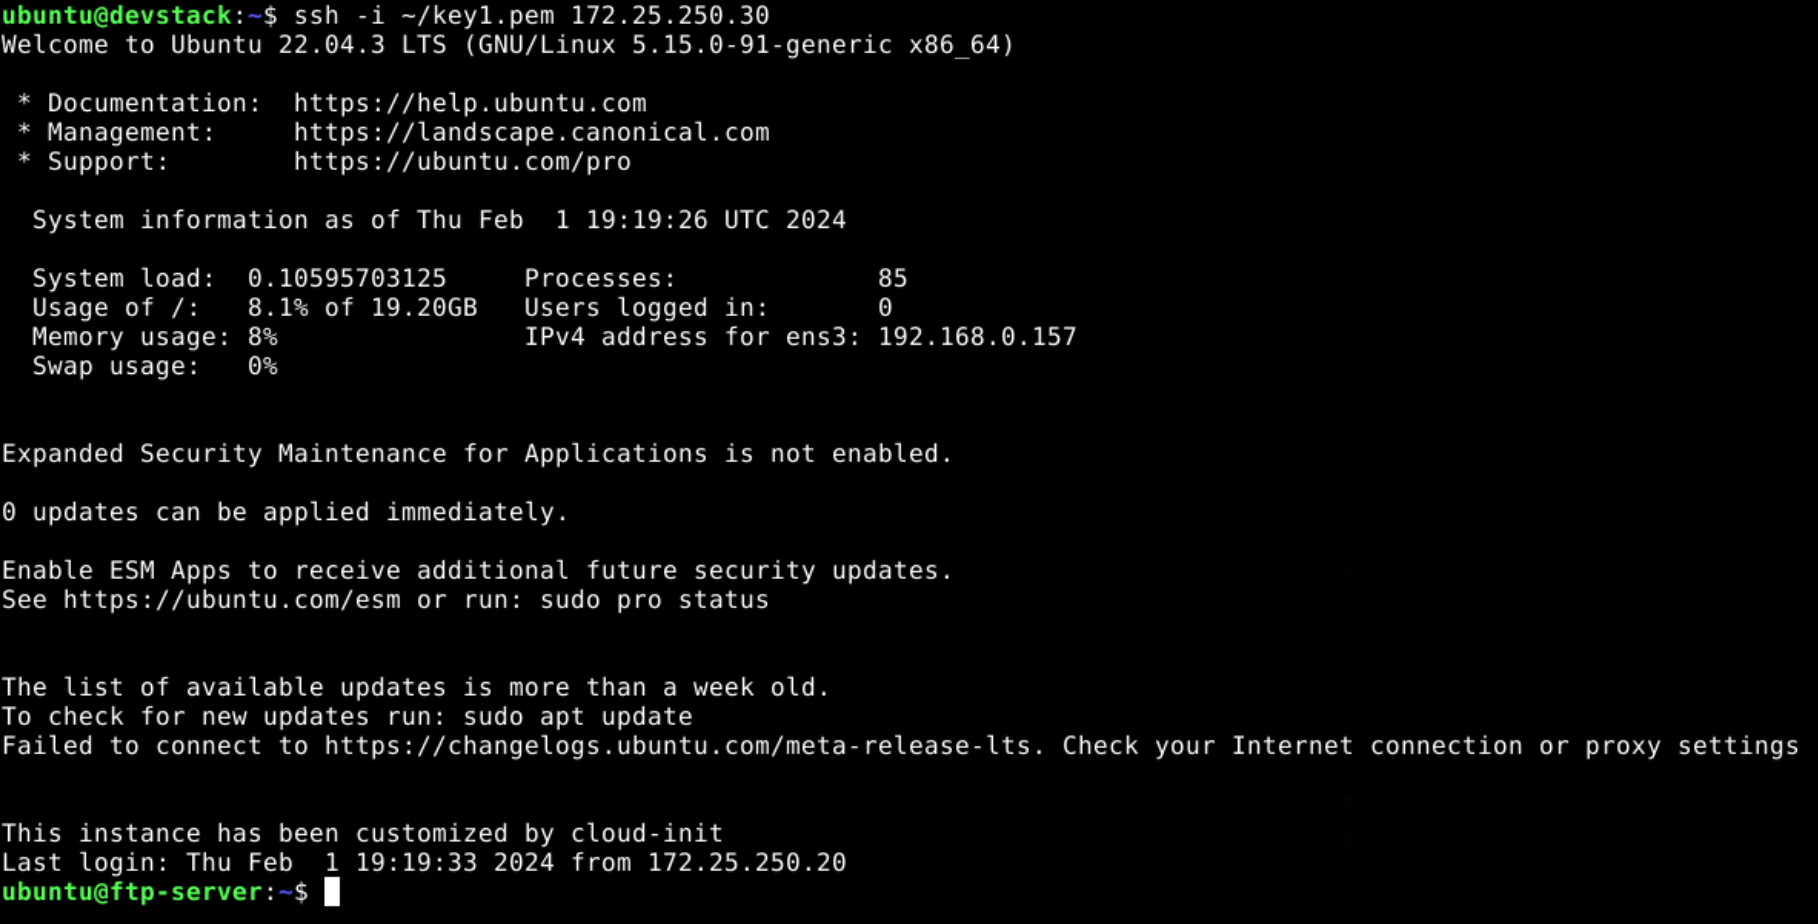 ubuntu@devstack:~$ ssh -i ~/key1.pem 172.25.250.30
Welcome to Ubuntu 22.04.3 LTS (GNU/Linux 5.15.0-91-generic x86_64)
* Documentation:  https://help.ubuntu.com
* Management:     https://landscape.canonical.com
* Support:        https://ubuntu.com/pro
System information as of Thu Feb  1 19:19:26 UTC 2024
System load:  0.10595703125     Processes:             85
Usage of /:   8.1% of 19.20GB   Users logged in:       0
Memory usage: 8%                IPv4 address for ens3: 192.168.0.157
Swap usage:   0%
Expanded Security Maintenance for Applications is not enabled.
0 updates can be applied immediately.
Enable ESM Apps to receive additional future security updates.
See https://ubuntu.com/esm or run: sudo pro status
The list of available updates is more than a week old.
To check for new updates run: sudo apt update
Failed to connect to https://changelogs.ubuntu.com/meta-release-lts. Check your Internet connection or proxy settings
This instance has been customized by cloud-init
Last login: Thu Feb  1 19:19:33 2024 from 172.25.250.20
ubuntu@ftp-server:~$